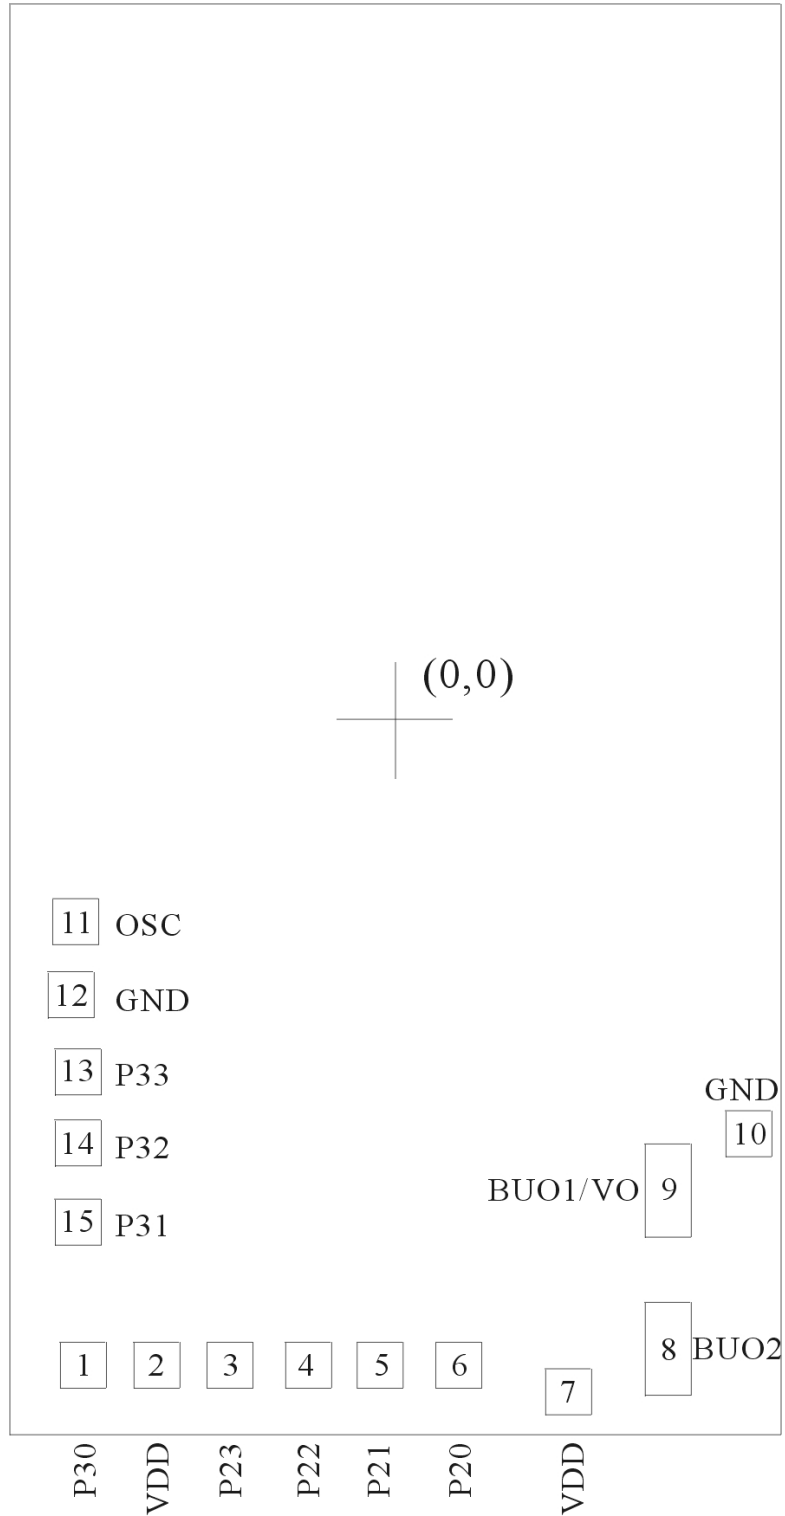 (0,0)
11 OSC
12 GND
13 P33
GND
10
14 P32
BUO1/VO 9
15 P31
8 BUO2
1 2 3 4 5 6
7
P30 VDD P23 P22 P21 P20 VDD